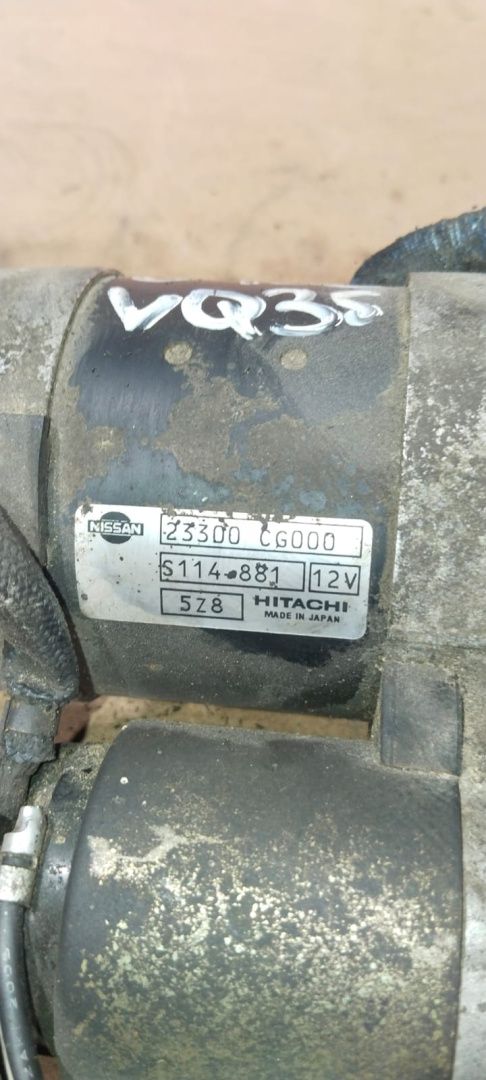 VQ35
NISSAN
23300 CG000
S114-881 12V
5Z8 HITACHI
MADE IN JAPAN